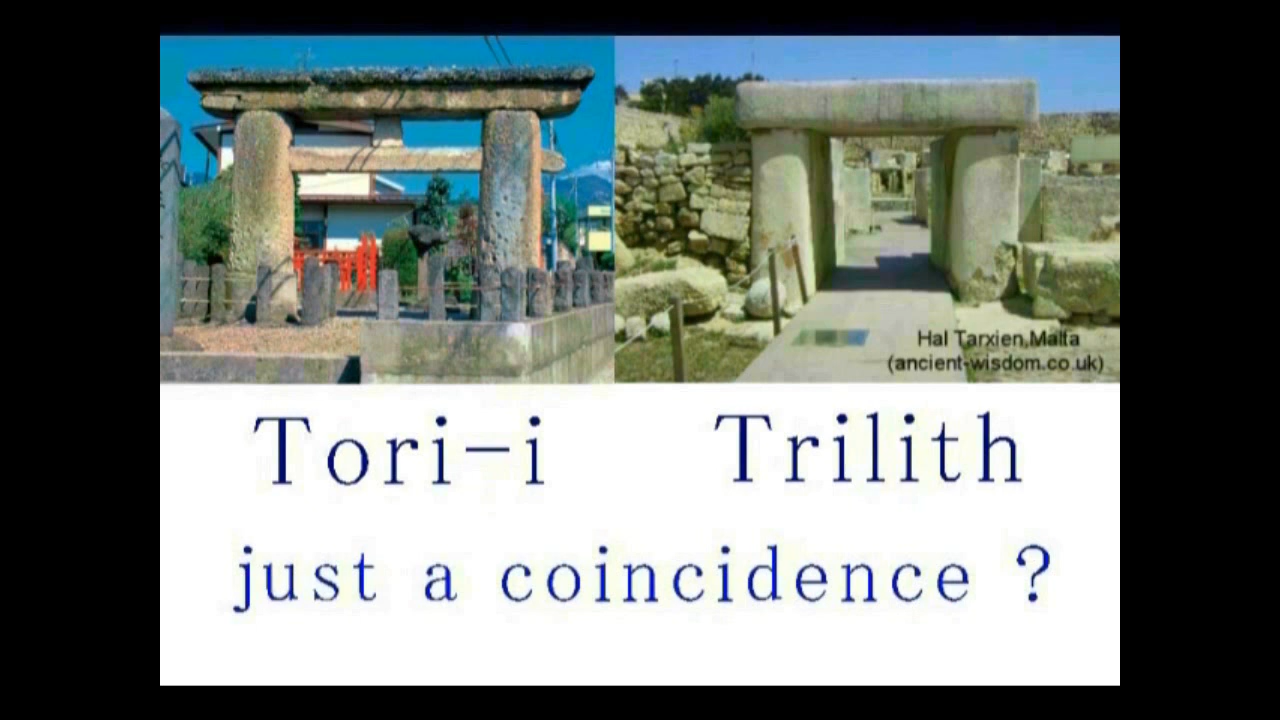 Hal Tarxien,Malta
(ancient-wisdom.co.uk)
Tori-i Trilith
just a coincidence ?